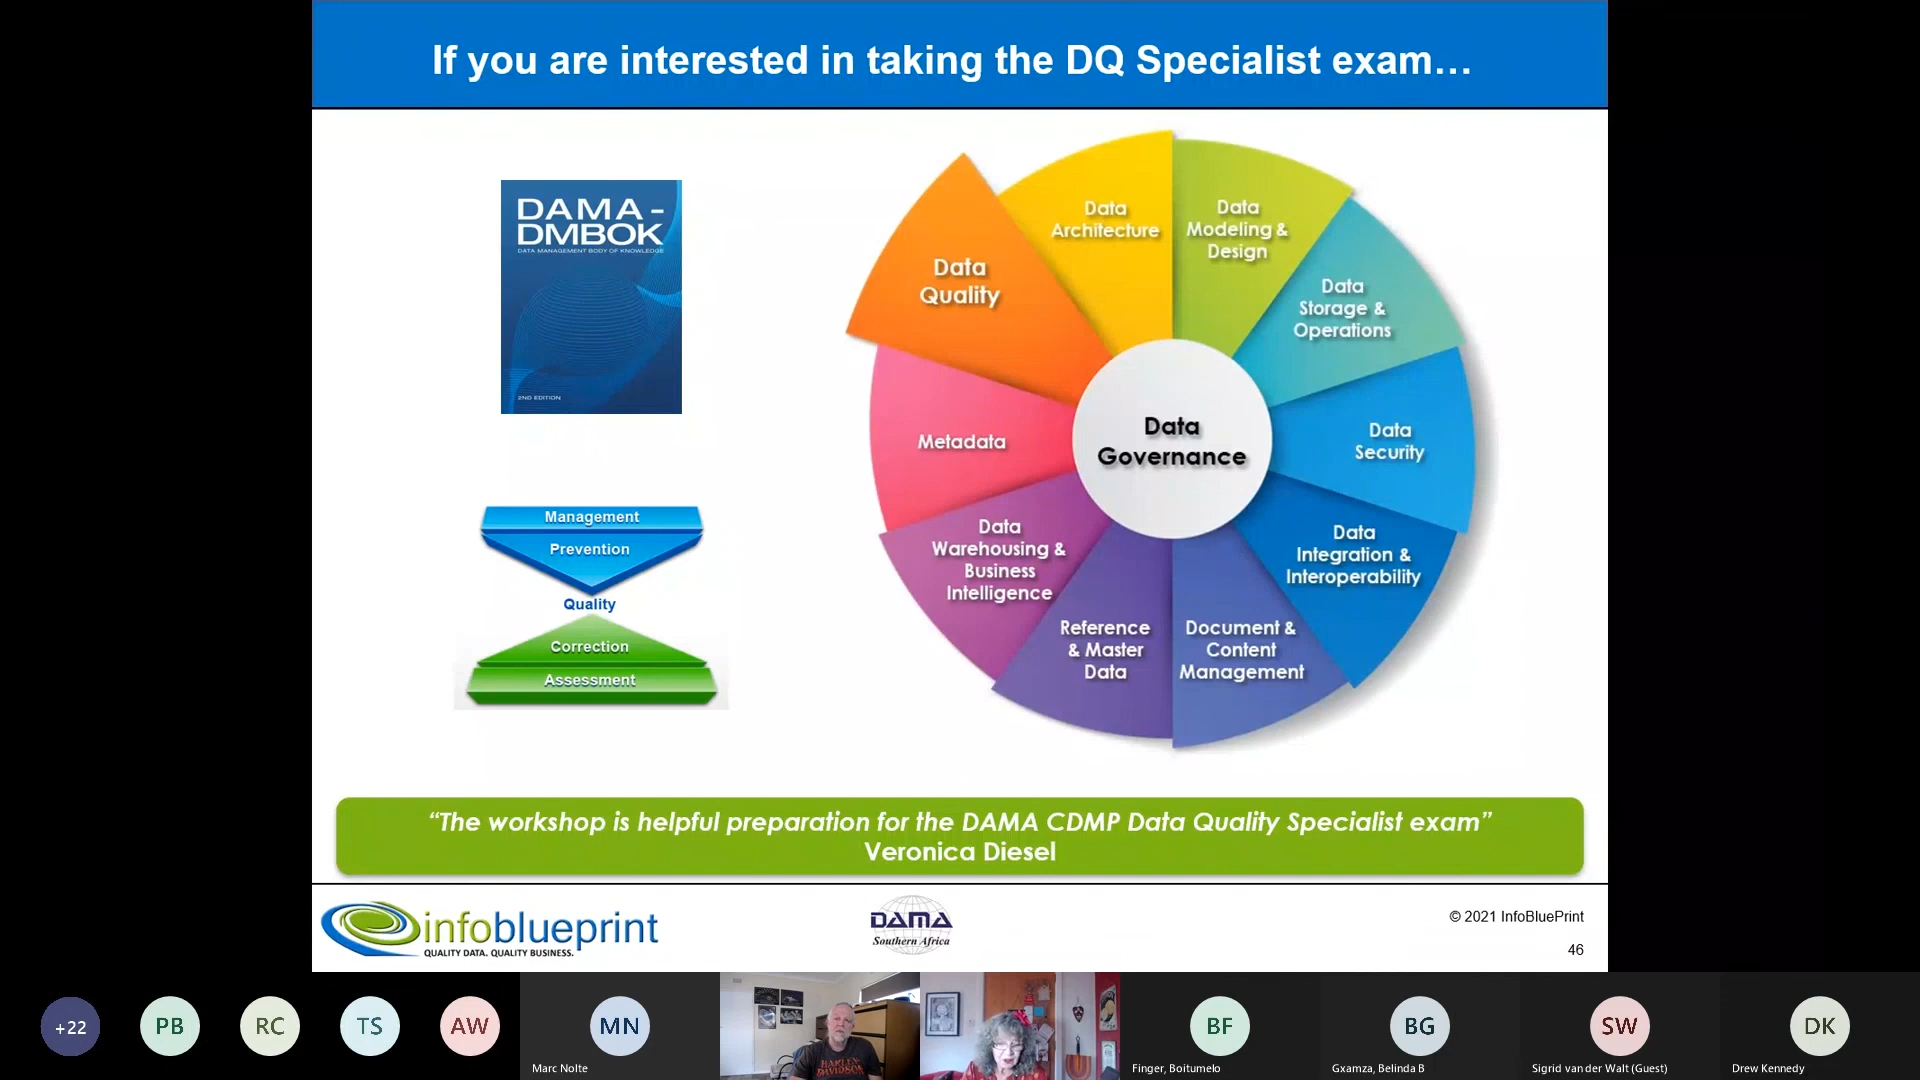 If you are interested in taking the DQ Specialist exam…
DAMA -
DMBOK
DATA MANAGEMENT BODY OF KNOWLEDGE
2ND EDITION
Management
Prevention
Quality
Correction
Assessment
Data
Quality
Data
Architecture
Data
Modeling &
Design
Data
Storage &
Operations
Data
Security
Data
Integration &
Interoperability
Document &
Content
Management
Reference
& Master
Data
Data
Warehousing &
Business
Intelligence
Metadata
Data
Governance
“The workshop is helpful preparation for the DAMA CDMP Data Quality Specialist exam”
Veronica Diesel
infoblueprint
QUALITY DATA. QUALITY BUSINESS.
DAMA
Southern Africa
© 2021 InfoBluePrint
46
+22
PB
RC
TS
AW
MN
Marc Nolte
HARLEY
DAVIDSON
BF
Finger, Boitumelo
BG
Gxamza, Belinda B
SW
Sigrid van der Walt (Guest)
DK
Drew Kennedy